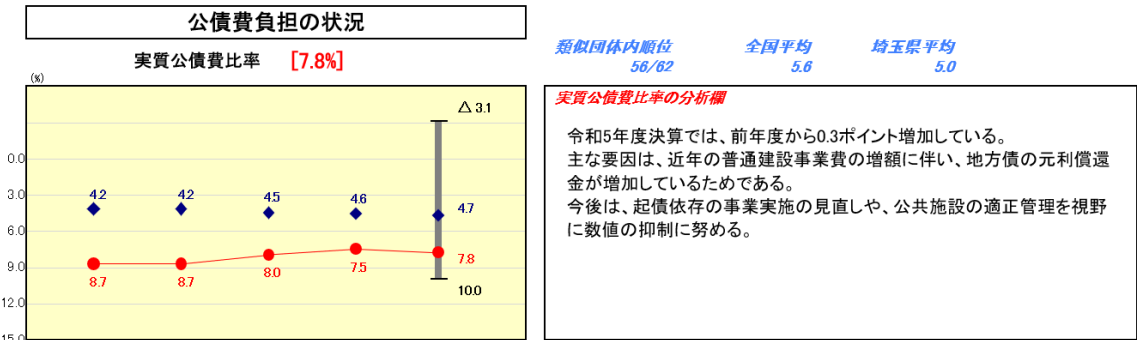 公債費負担の状況
実質公債費比率 [7.8%]
(%)
△ 3.1
0.0
3.0
6.0
9.0
12.0
15.0
4.2 4.2 4.5 4.6 4.7
8.7 8.7 8.0 7.5 7.8
10.0
類似団体内順位 全国平均 埼玉県平均
56/62 5.6 5.0
実質公債費比率の分析欄
令和5年度決算では、前年度から0.3ポイント増加している。
主な要因は、近年の普通建設事業費の増額に伴い、地方債の元利償還
金が増加しているためである。
今後は、起債依存の事業実施の見直しや、公共施設の適正管理を視野
に数値の抑制に努める。